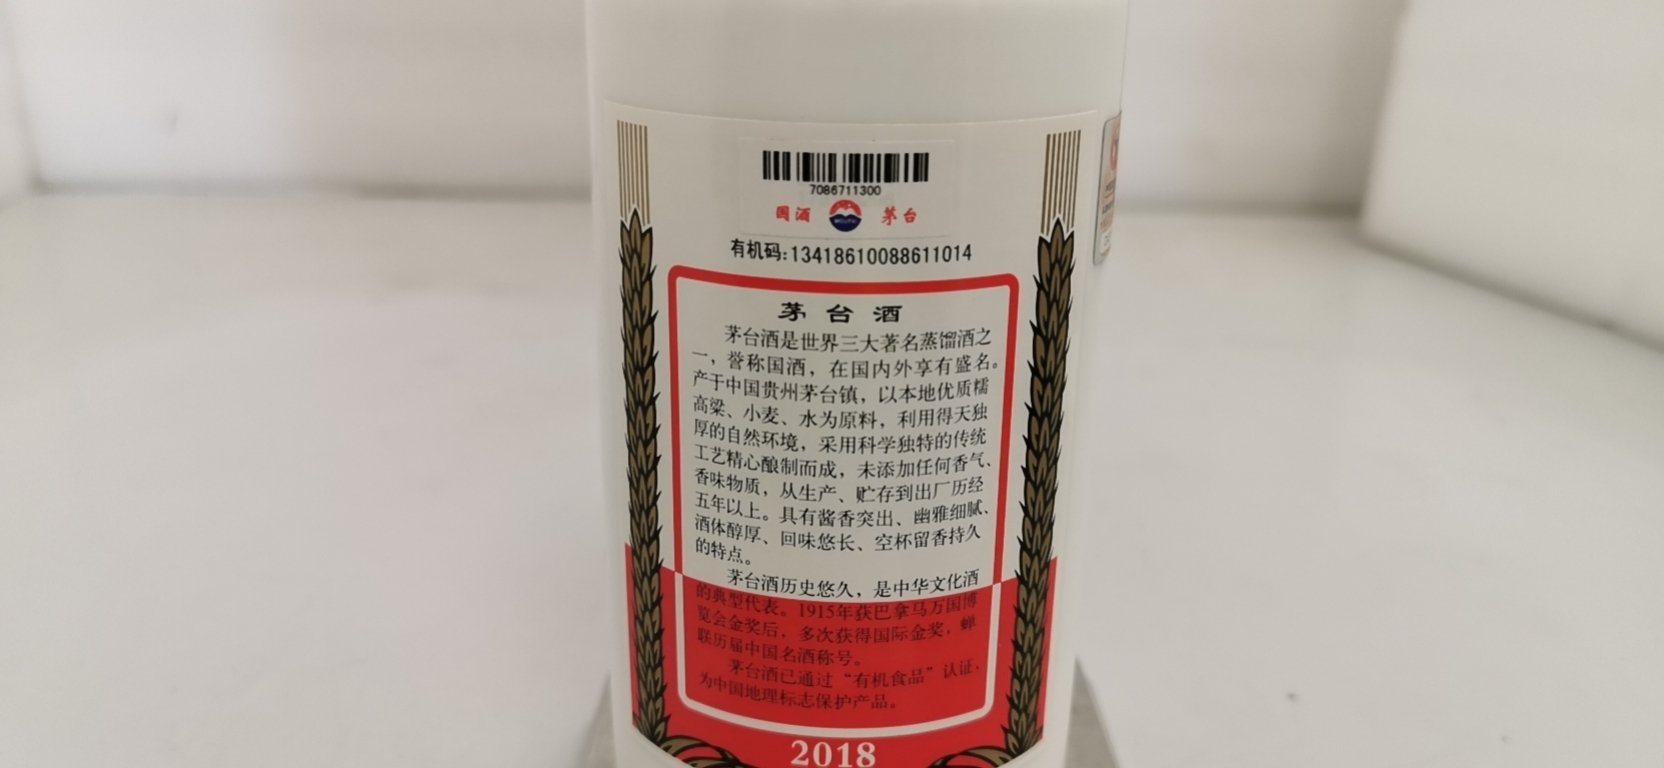 7086711300
国酒 茅台
有机码:13418610088611014
茅台酒
茅台酒是世界三大著名蒸馏酒之
一，誉称国酒，在国内外享有盛名。
产于中国贵州茅台镇，以本地优质糯
高粱、小麦、水为原料，利用得天独
厚的自然环境，采用科学独特的传统
工艺精心酿制而成，未添加任何香气、
香味物质，从生产、贮存到出厂历经
五年以上。具有酱香突出、幽雅细腻、
酒体醇厚、回味悠长、空杯留香持久
的特点。
茅台酒历史悠久，是中华文化酒
的典型代表。1915年获巴拿马万国博
览会金奖后，多次获得国际金奖，蝉
联历届中国名酒称号。
茅台酒已通过“有机食品”认证，
为中国地理标志保护产品。
2018